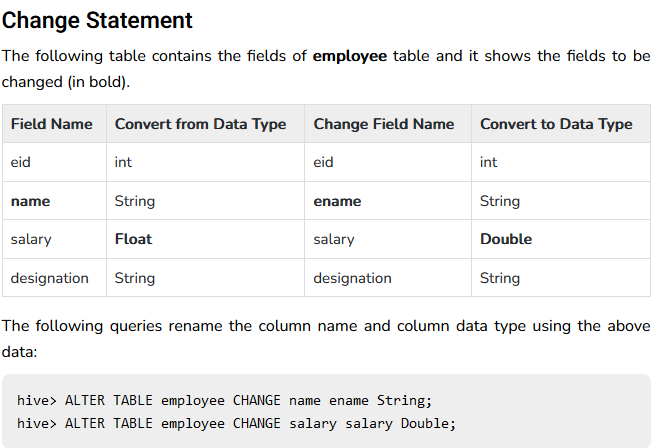 Change Statement
The following table contains the fields of employee table and it shows the fields to be
changed (in bold).
Field Name Convert from Data Type Change Field Name Convert to Data Type
eid int eid int
name String ename String
salary Float salary Double
designation String designation String
The following queries rename the column name and column data type using the above
data:
hive> ALTER TABLE employee CHANGE name ename String;
hive> ALTER TABLE employee CHANGE salary salary Double;